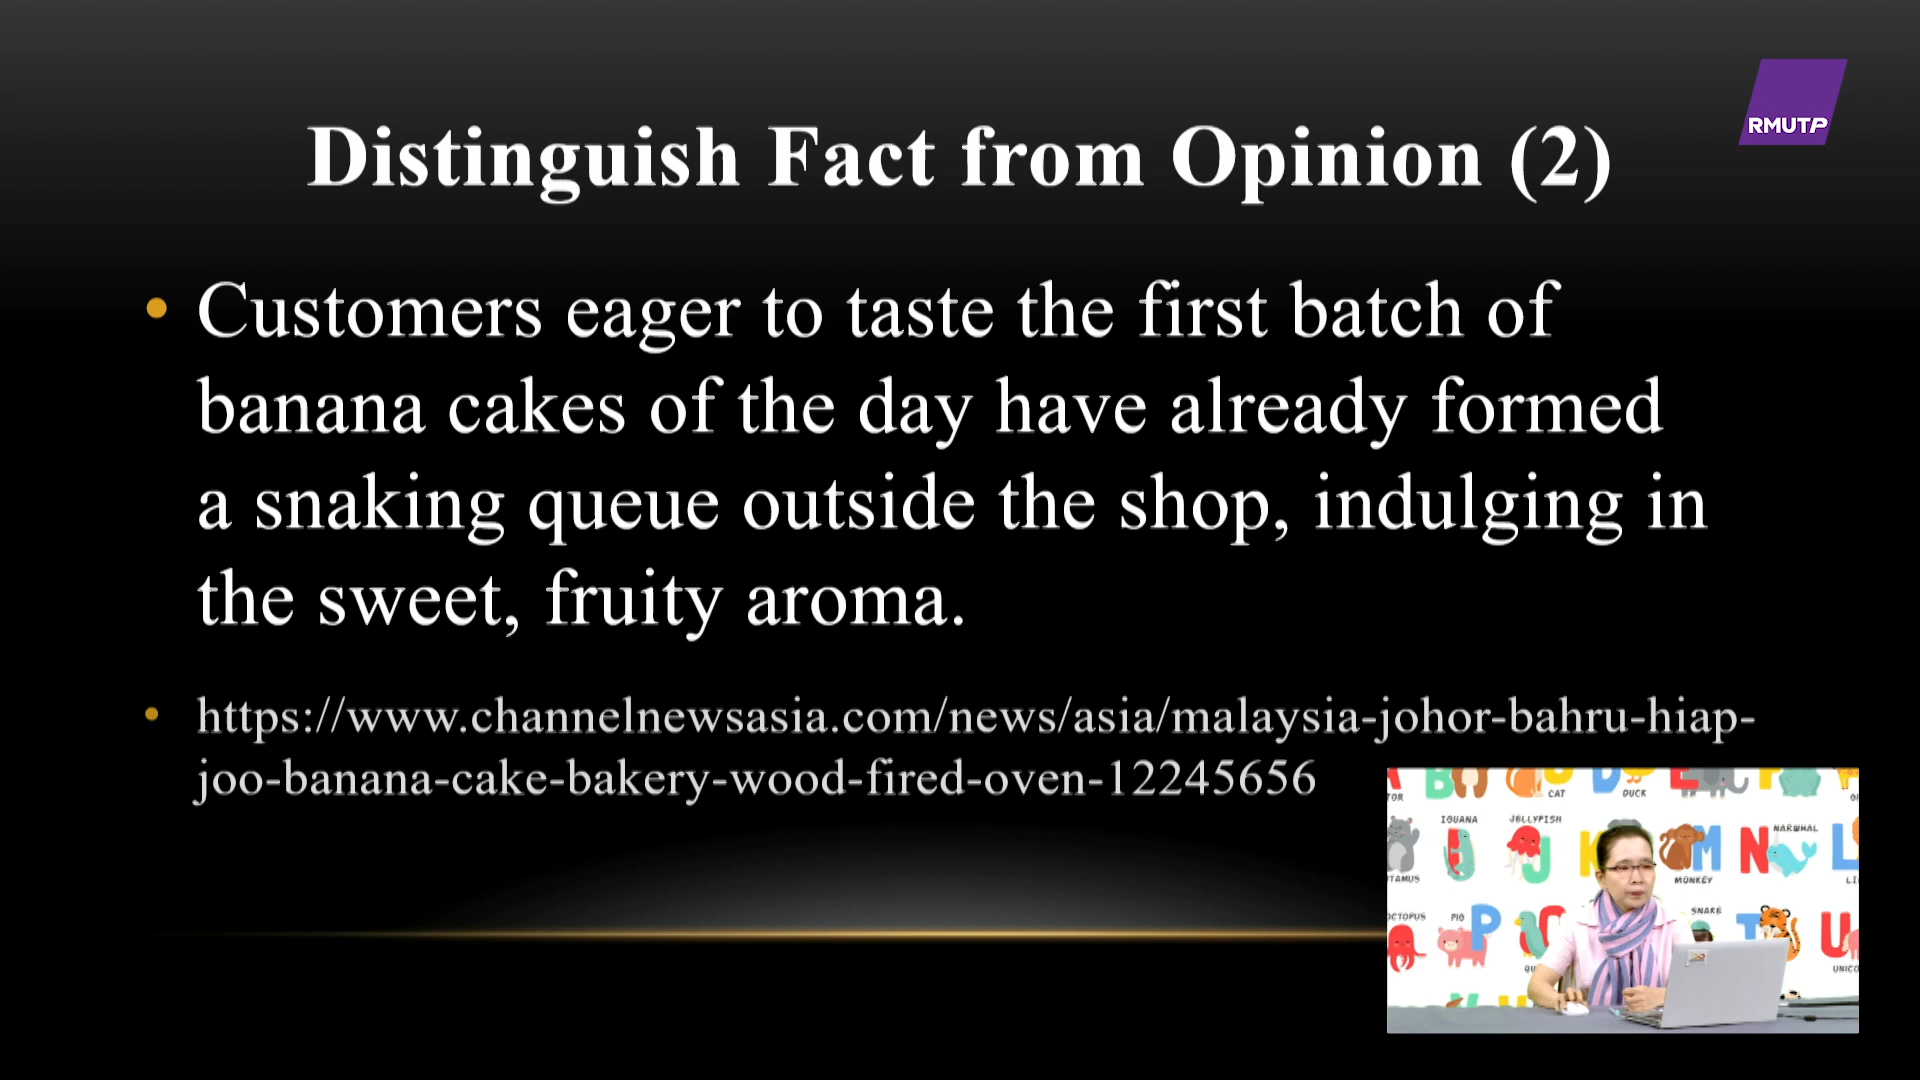 RMUTP
Distinguish Fact from Opinion (2)
• Customers eager to taste the first batch of
banana cakes of the day have already formed
a snaking queue outside the shop, indulging in
the sweet, fruity aroma.
• https://www.channelnewsasia.com/news/asia/malaysia-johor-bahru-hiap-
joo-banana-cake-bakery-wood-fired-oven-12245656
CAT
DUCK
IGUANA
JELLYFISH
NARWHAL
MONKEY
OCTOPUS
PIG
SNAKE